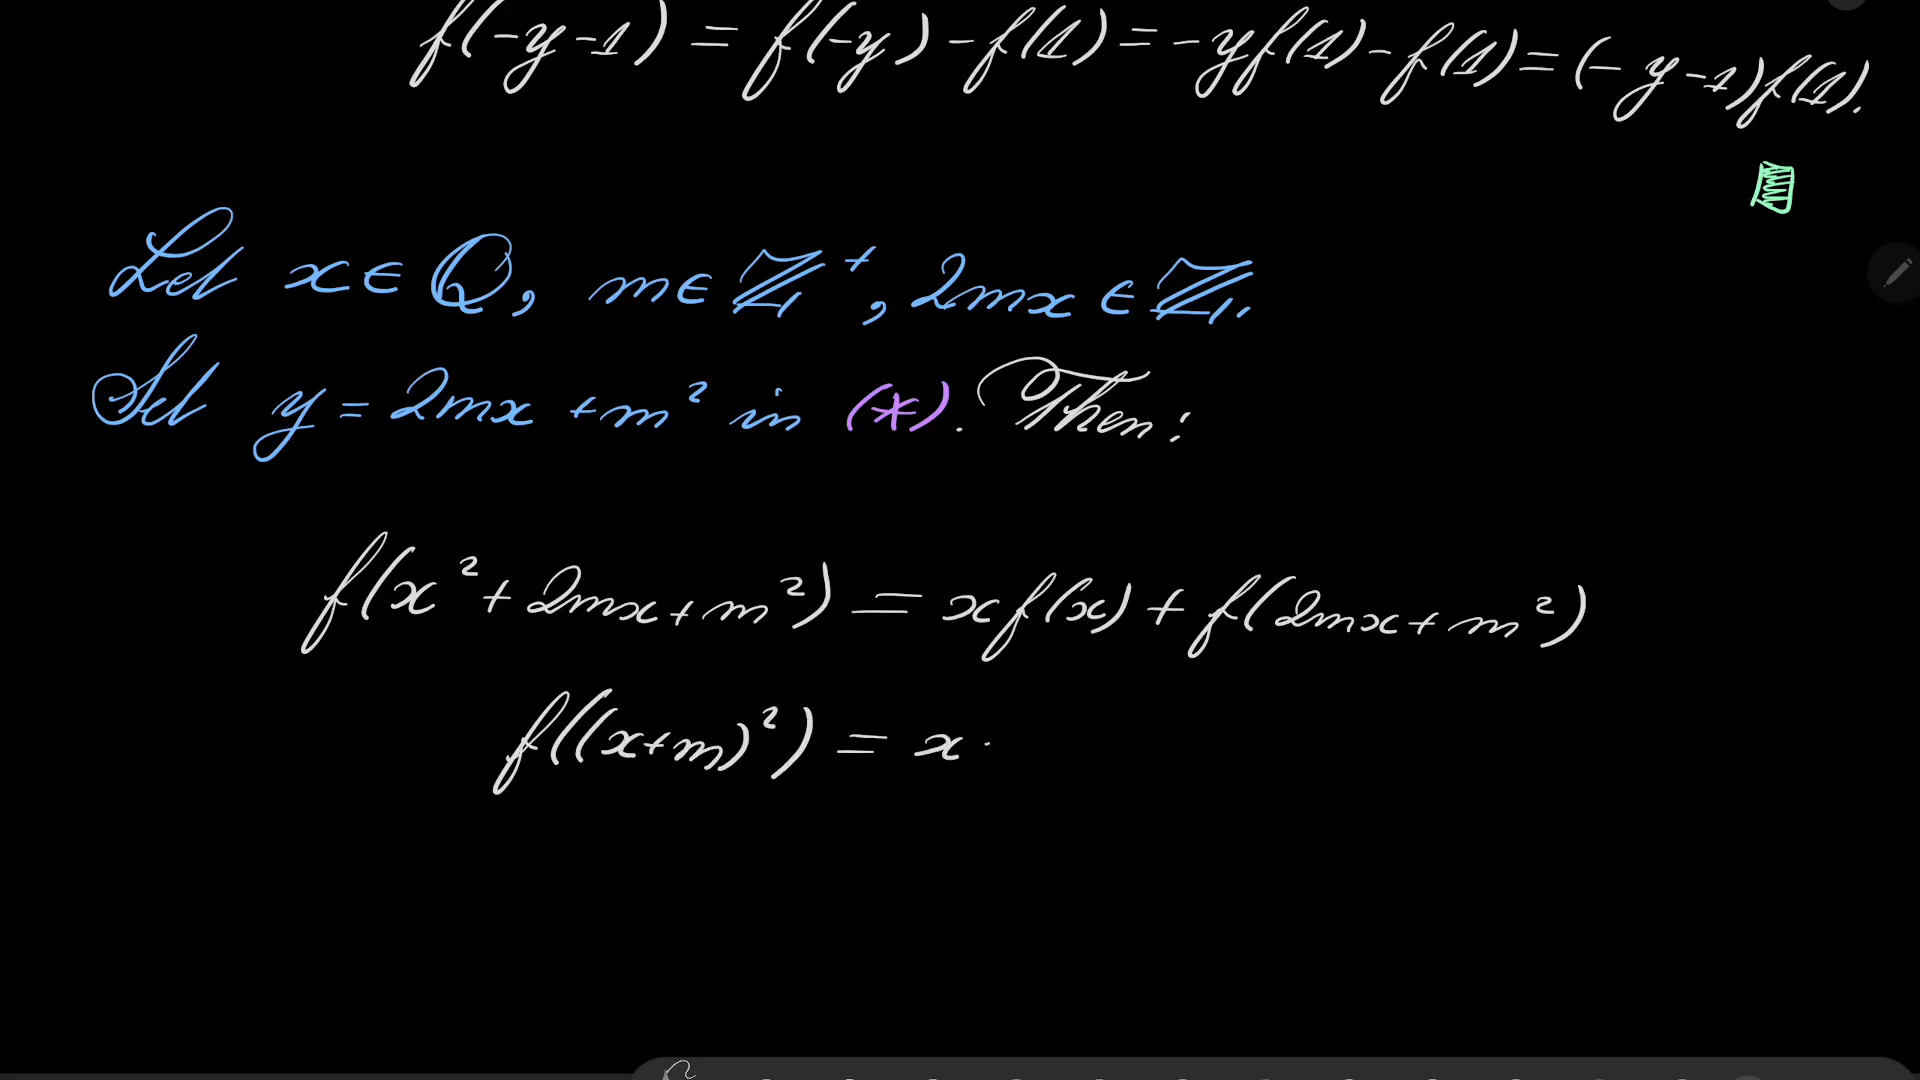 f(-y-1) = f(-y) - f(1) = -yf(1) - f(1) = (-y-1)f(1).
Let x ∈ Q, m ∈ ℤ⁺, 2mx ∈ ℤ.
Set y = 2mx + m² in (*). Then:
f(x² + 2mx + m²) = xf(x) + f(2mx + m²)
f((x+m)²) = x ·